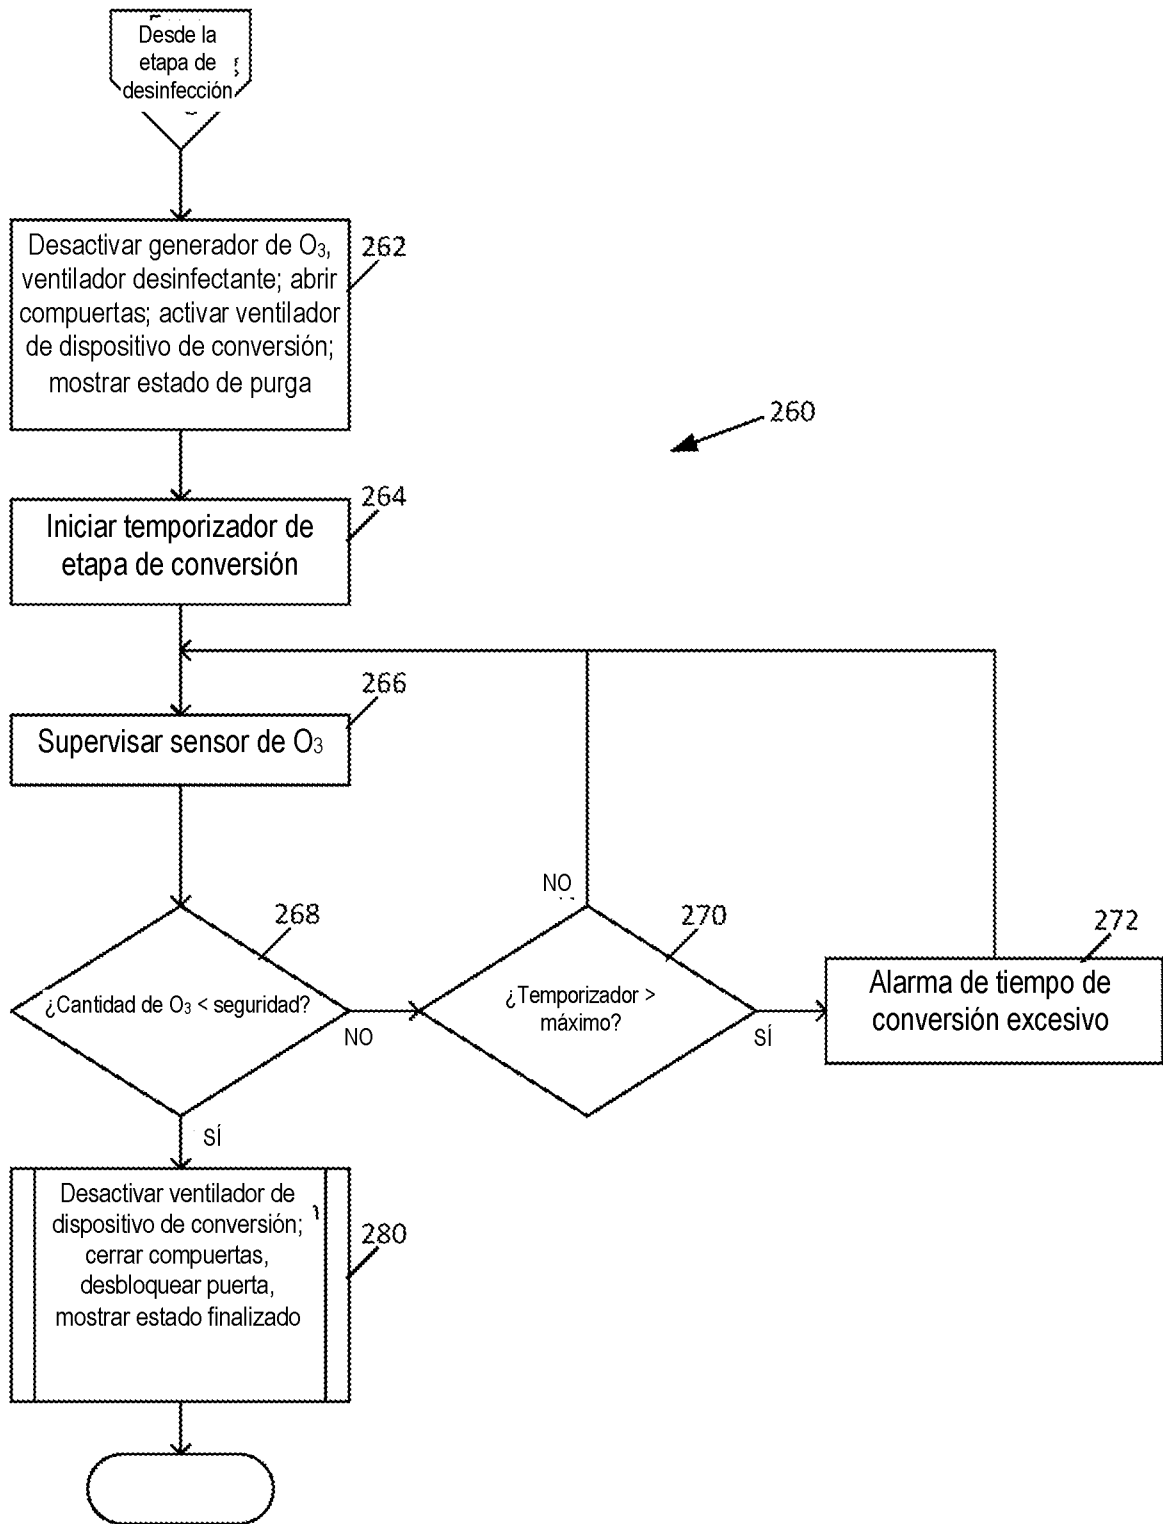 Desde la
etapa de
desinfección
Desactivar generador de O₃,
ventilador desinfectante; abrir
compuertas; activar ventilador
de dispositivo de conversión;
mostrar estado de purga
262
260
Iniciar temporizador de
etapa de conversión
264
Supervisar sensor de O₃
266
¿Cantidad de O₃ < seguridad?
268
NO
SÍ
¿Temporizador >
máximo?
270
NO
SÍ
Alarma de tiempo de
conversión excesivo
272
Desactivar ventilador de
dispositivo de conversión;
cerrar compuertas,
desbloquear puerta,
mostrar estado finalizado
280